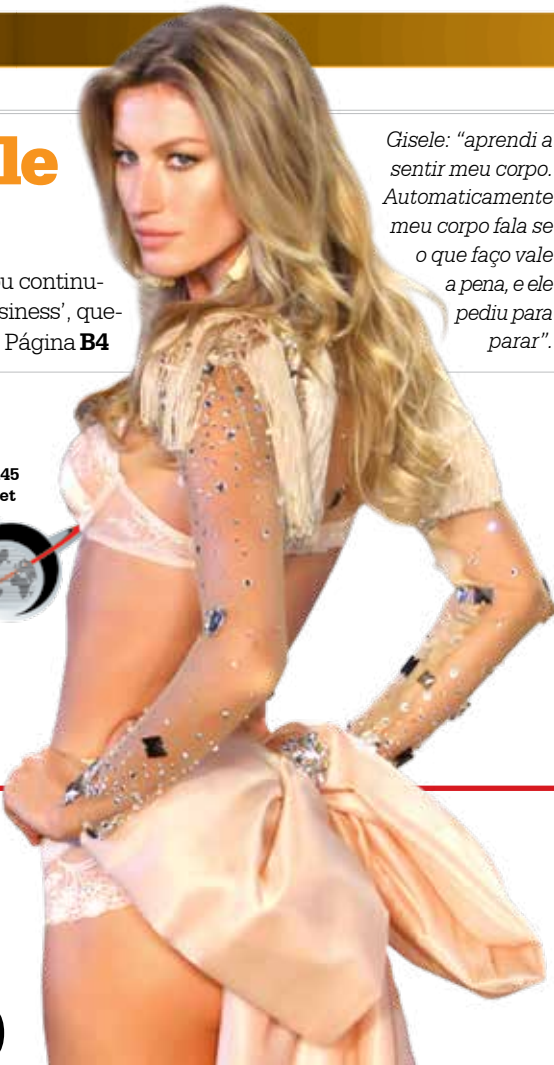 le
u continu-
siness’, que-
Página B4
Gisele: “aprendi a
sentir meu corpo.
Automaticamente
meu corpo fala se
o que faço vale
a pena, e ele
pediu para
parar”.
45
et